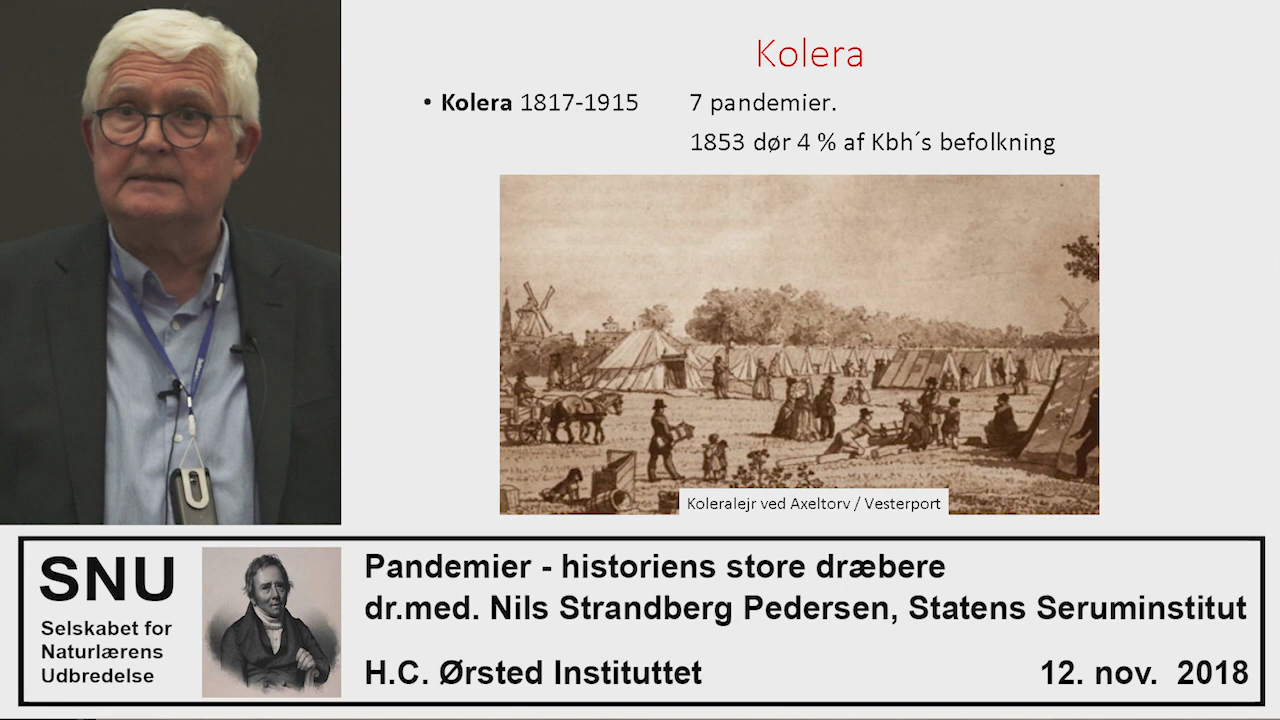 Kolera
• Kolera 1817-1915 7 pandemier.
1853 dør 4 % af Kbh´s befolkning
Koleralejr ved Axeltorv / Vesterport
SNU
Selskabet for
Naturlærens
Udbredelse
Pandemier - historiens store dræbere
dr.med. Nils Strandberg Pedersen, Statens Seruminstitut
H.C. Ørsted Instituttet 12. nov. 2018